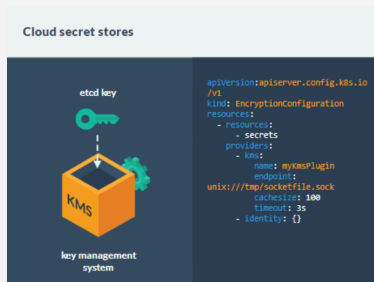 Cloud secret stores
etcd key
KMS
key management
system
apiVersion:apiserver.config.k8s.io
/v1
kind: EncryptionConfiguration
resources:
- resources:
- secrets
providers:
- kms:
name: myKmsPlugin
endpoint:
unix:///tmp/socketfile.sock
cachesize: 100
timeout: 3s
- identity: {}